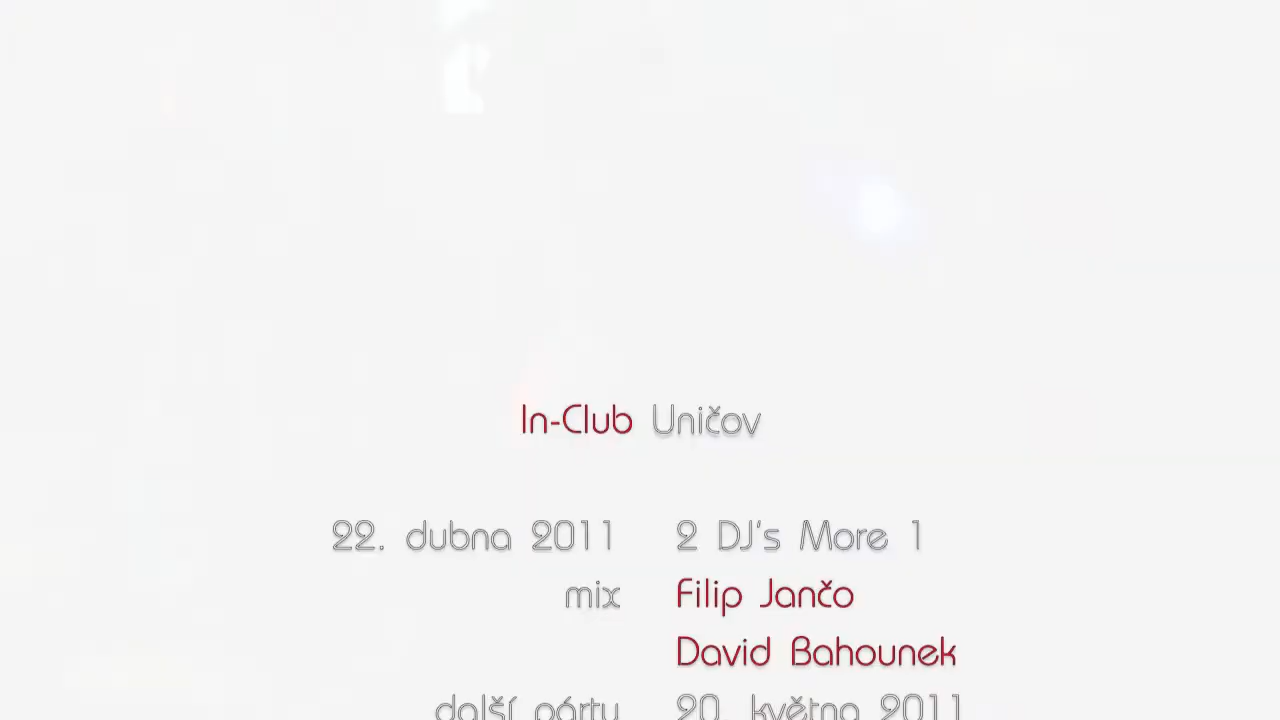 In-Club Uničov
22. dubna 2011 2 DJ's More 1
mix Filip Jančo
David Bahounek
další párty 20. května 2011